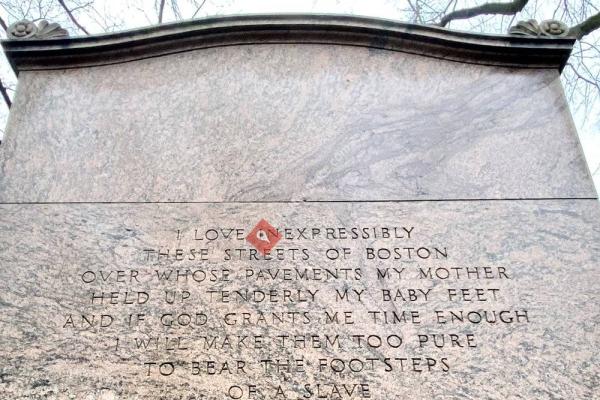 I LOVE INEXPRESSIBLY
THESE STREETS OF BOSTON
OVER WHOSE PAVEMENTS MY MOTHER
HELD UP TENDERLY MY BABY FEET
AND IF GOD GRANTS ME TIME ENOUGH
I WILL MAKE THEM TOO PURE
TO BEAR THE FOOTSTEPS
OF A SLAVE